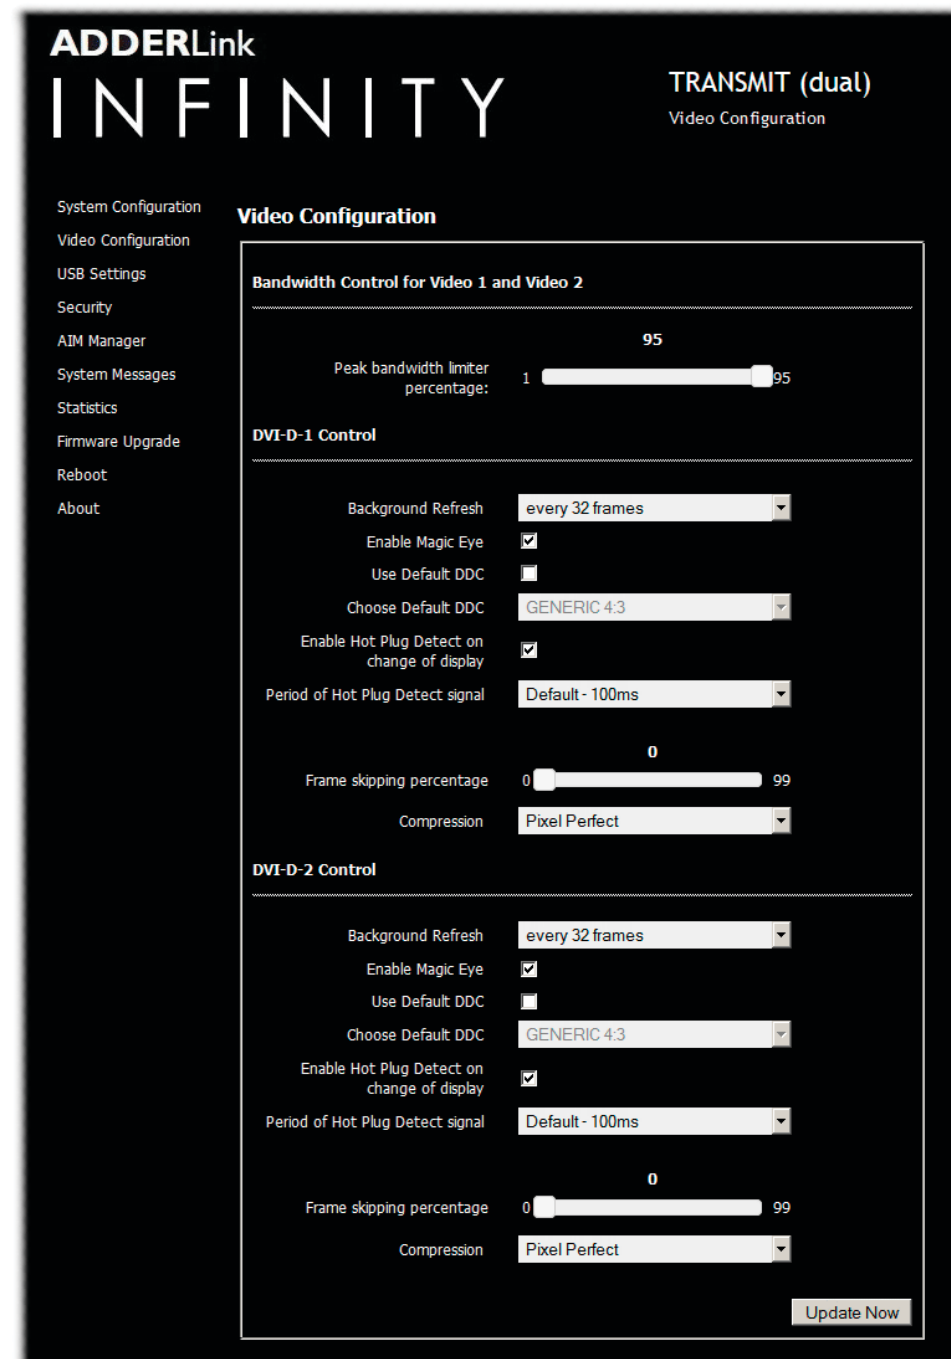 ADDERLink
INFINITY
TRANSMIT (dual)
Video Configuration
System Configuration
Video Configuration
USB Settings
Security
AIM Manager
System Messages
Statistics
Firmware Upgrade
Reboot
About
Video Configuration
Bandwidth Control for Video 1 and Video 2
95
Peak bandwidth limiter
percentage:
1 95
DVI-D-1 Control
Background Refresh every 32 frames
Enable Magic Eye
Use Default DDC
Choose Default DDC GENERIC 4:3
Enable Hot Plug Detect on
change of display
Period of Hot Plug Detect signal Default - 100ms
0
Frame skipping percentage 0 99
Compression Pixel Perfect
DVI-D-2 Control
Background Refresh every 32 frames
Enable Magic Eye
Use Default DDC
Choose Default DDC GENERIC 4:3
Enable Hot Plug Detect on
change of display
Period of Hot Plug Detect signal Default - 100ms
0
Frame skipping percentage 0 99
Compression Pixel Perfect
Update Now